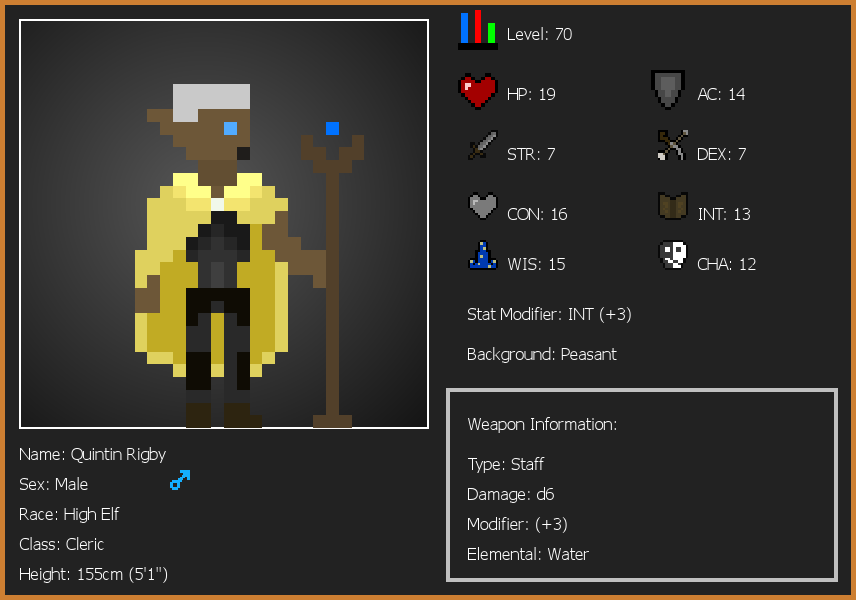 Level: 70
HP: 19
AC: 14
STR: 7
DEX: 7
CON: 16
INT: 13
WIS: 15
CHA: 12
Stat Modifier: INT (+3)
Background: Peasant
Weapon Information:
Type: Staff
Damage: d6
Modifier: (+3)
Elemental: Water
Name: Quintin Rigby
Sex: Male
Race: High Elf
Class: Cleric
Height: 155cm (5'1")